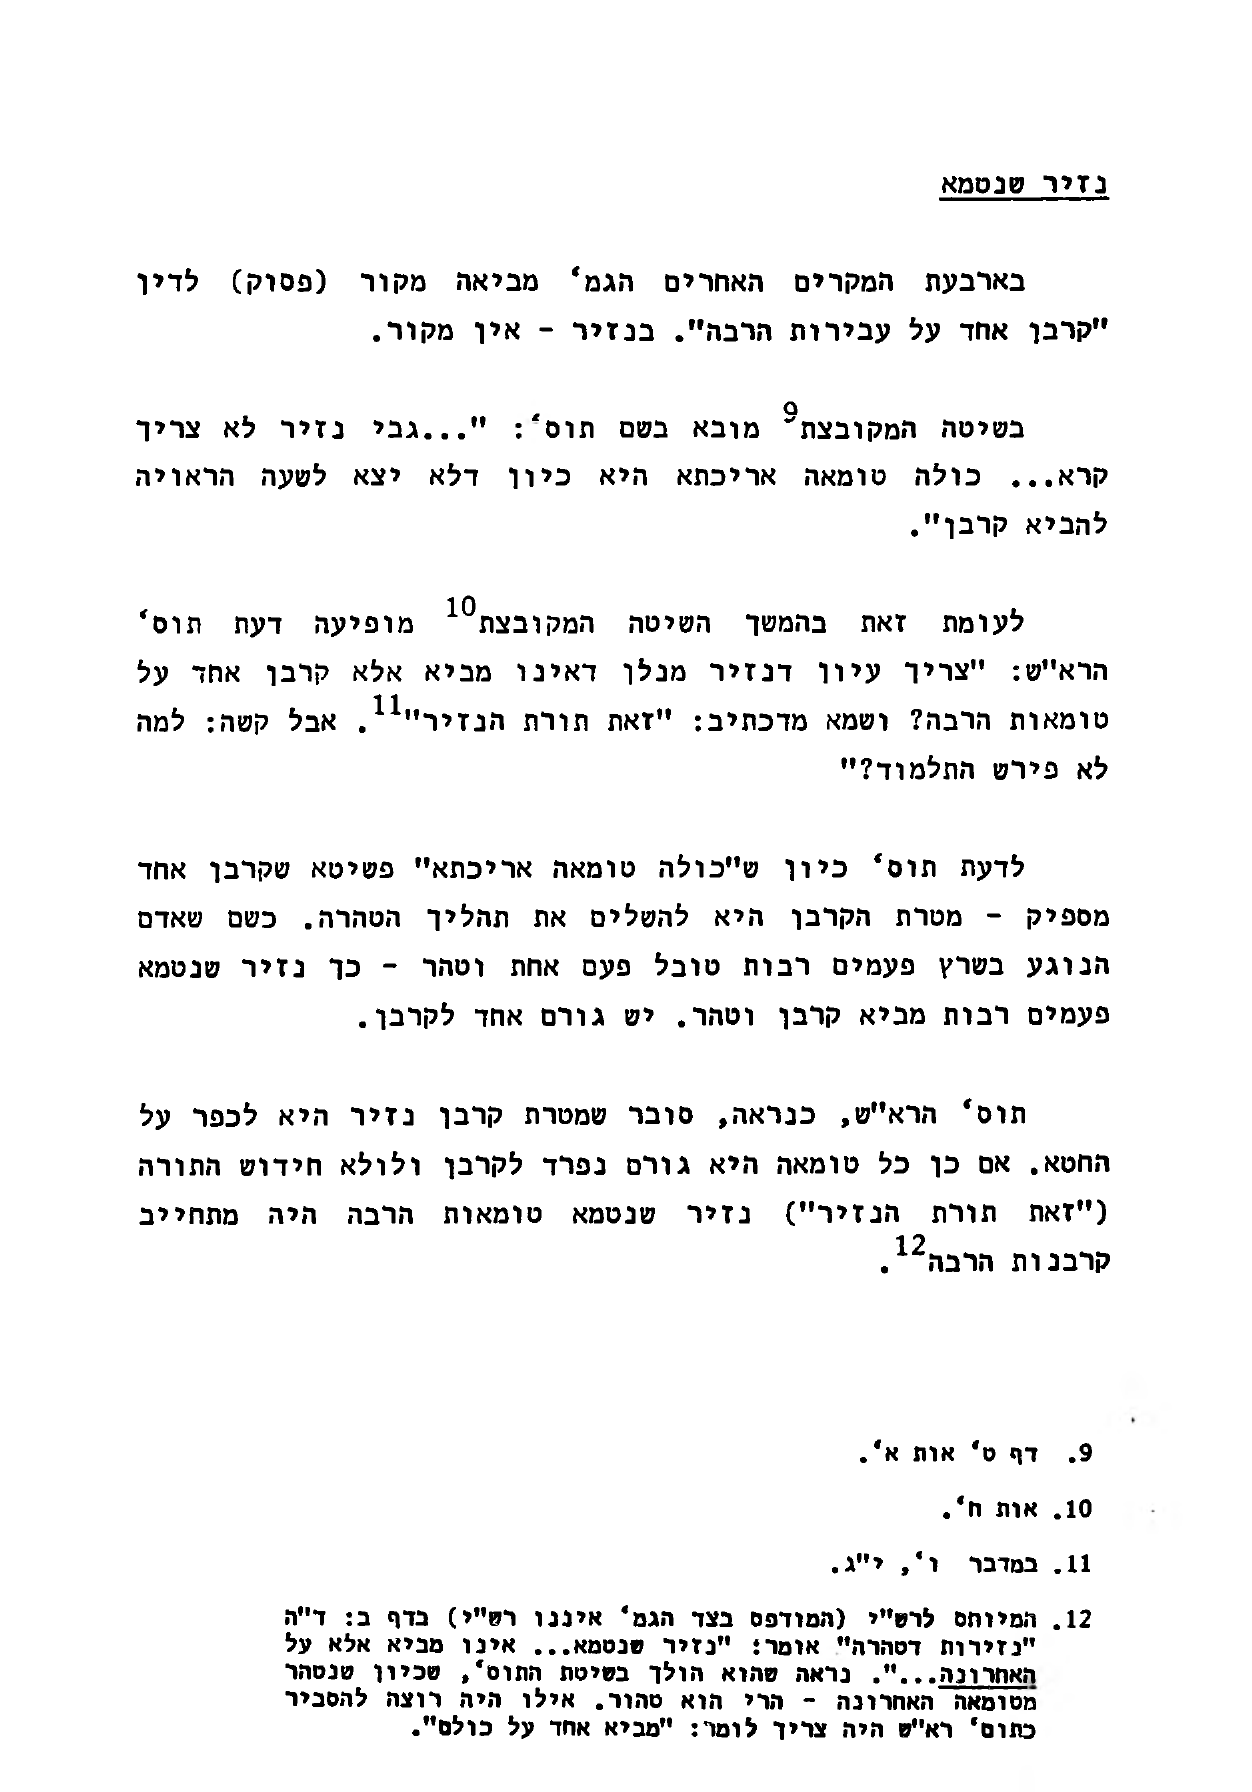 נזיר שנטמא
בארבעת המקרים האחרים הגמ' מביאה מקור (פסוק) לדין
"קרבן אחד על עבירות הרבה". בנזיר - אין מקור.
בשיטה המקובצת9 מובא בשם תוס': "...גבי נזיר לא צריך
קרא... כולה טומאה אריכתא היא כיון דלא יצא לשעה הראויה
להביא קרבן".
לעומת זאת בהמשך השיטה המקובצת10 מופיעה דעת תוס'
הרא"ש: "צריך עיון דנזיר מנלן דאינו מביא אלא קרבן אחד על
טומאות הרבה? ושמא מדכתיב: "זאת תורת הנזיר"11. אבל קשה: למה
לא פירש התלמוד?"
לדעת תוס' כיון ש"כולה טומאה אריכתא" פשיטא שקרבן אחד
מספיק - מטרת הקרבן היא להשלים את תהליך הטהרה. כשם שאדם
הנוגע בשרץ פעמים רבות טובל פעם אחת וטהר - כך נזיר שנטמא
פעמים רבות מביא קרבן וטהר. יש גורם אחד לקרבן.
תוס' הרא"ש, כנראה, סובר שמטרת קרבן נזיר היא לכפר על
החטא. אם כן כל טומאה היא גורם נפרד לקרבן ולולא חידוש התורה
("זאת תורת הנזיר") נזיר שנטמא טומאות הרבה היה מתחייב
קרבנות הרבה12.
9. דף ט' אות א'.
10. אות ח'.
11. במדבר ו', י"ג.
12. המיוחס לרש"י (המודפס בצד הגמ' איננו רש"י) בדף ב: ד"ה
"נזירות דטהרה" אומר: "נזיר שנטמא... אינו מביא אלא על
האחרונה...". נראה שהוא הולך בשיטת התוס', שכיון שנטהר
מטומאה האחרונה - הרי הוא טהור. אילו היה רוצה להסביר
כתוס' רא"ש היה צריך לומר: "מביא אחד על כולם".